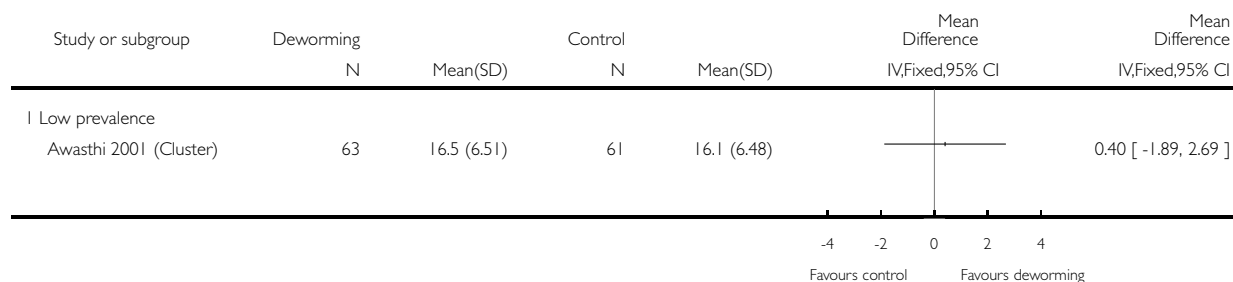 Study or subgroup Deworming Control Mean Difference Mean Difference
N Mean(SD) N Mean(SD) IV,Fixed,95% CI IV,Fixed,95% CI
1 Low prevalence
Awasthi 2001 (Cluster) 63 16.5 (6.51) 61 16.1 (6.48) 0.40 [ -1.89, 2.69 ]
-4 -2 0 2 4
Favours control Favours deworming